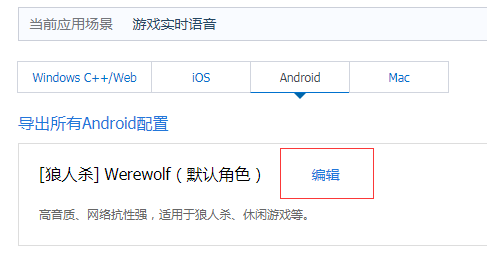 当前应用场景 游戏实时语音
Windows C++/Web iOS Android Mac
导出所有Android配置
[狼人杀] Werewolf（默认角色） 编辑
高音质、网络抗性强，适用于狼人杀、休闲游戏等。